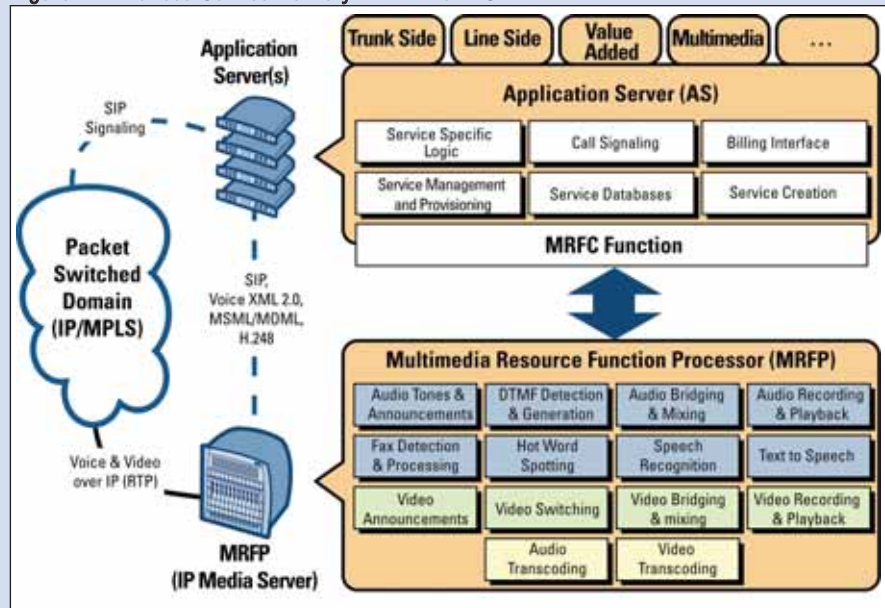 Trunk Side
Line Side
Value
Added
Multimedia
...
Application
Server(s)
SIP
Signaling
Application Server (AS)
Service Specific
Logic
Call Signaling
Billing Interface
Service Management
and Provisioning
Service Databases
Service Creation
MRFC Function
Packet
Switched
Domain
(IP/MPLS)
SIP,
Voice XML 2.0,
MSML/MOML,
H.248
Multimedia Resource Function Processor (MRFP)
Audio Tones &
Announcements
DTMF Detection
& Generation
Audio Bridging
& Mixing
Audio Recording
& Playback
Fax Detection
& Processing
Hot Word
Spotting
Speech
Recognition
Text to Speech
Video
Announcements
Video Switching
Video Bridging
& mixing
Video Recording
& Playback
Audio
Transcoding
Video
Transcoding
Voice & Video
over IP (RTP)
MRFP
(IP Media Server)